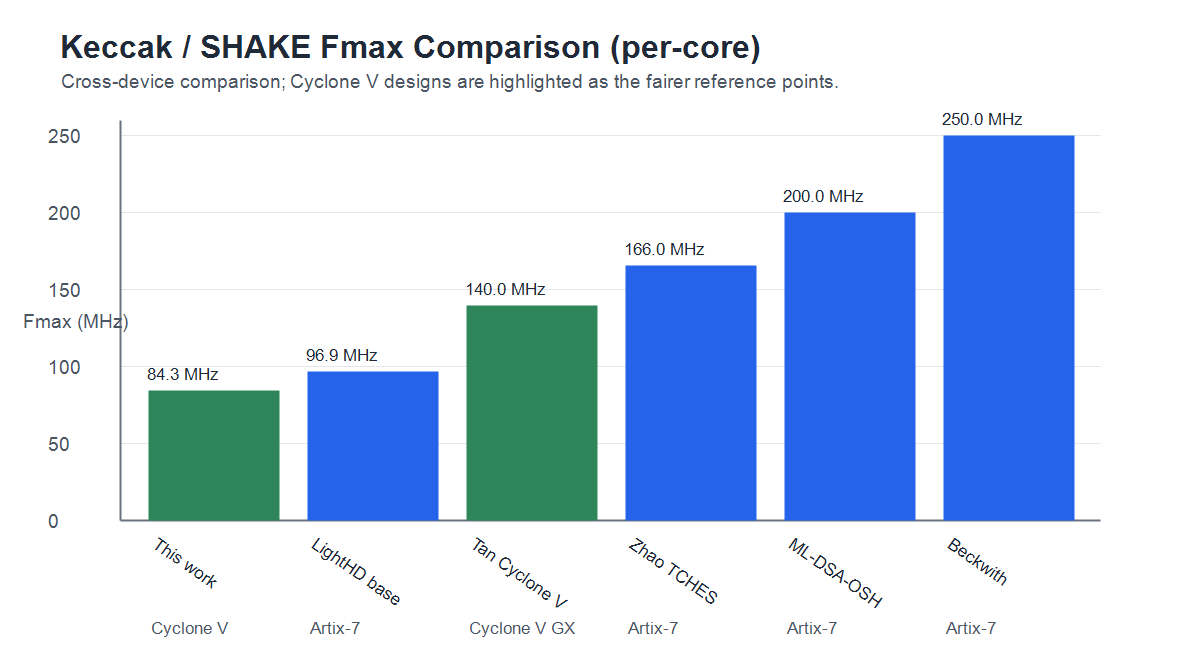 Keccak / SHAKE Fmax Comparison (per-core)
Cross-device comparison; Cyclone V designs are highlighted as the fairer reference points.
250.0 MHz
250
200.0 MHz
200
166.0 MHz
150
140.0 MHz
Fmax (MHz)
96.9 MHz
100
84.3 MHz
50
0
This work
LightHD base
Tan Cyclone V
Zhao TCHES
ML-DSA-OSH
Beckwith
Cyclone V
Artix-7
Cyclone V GX
Artix-7
Artix-7
Artix-7